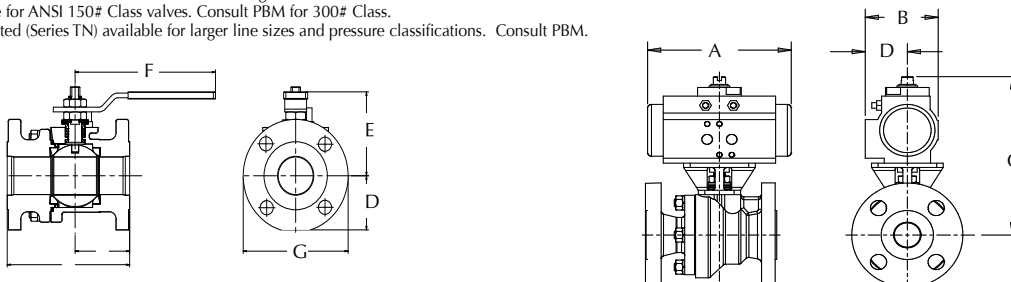 e for ANSI 150# Class valves. Consult PBM for 300# Class.
ted (Series TN) available for larger line sizes and pressure classifications. Consult PBM.
B
A
D
F
E
D
G